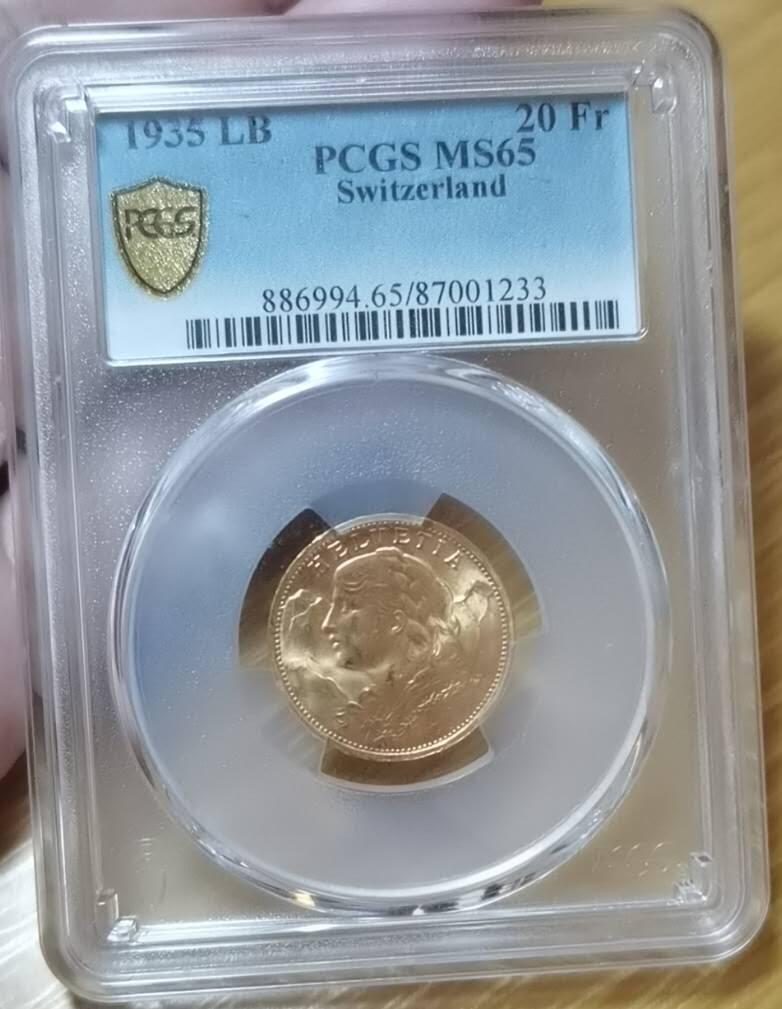 1935 LB 20 Fr
PCGS MS65
Switzerland
PCGS
886994.65/87001233
HELVETIA